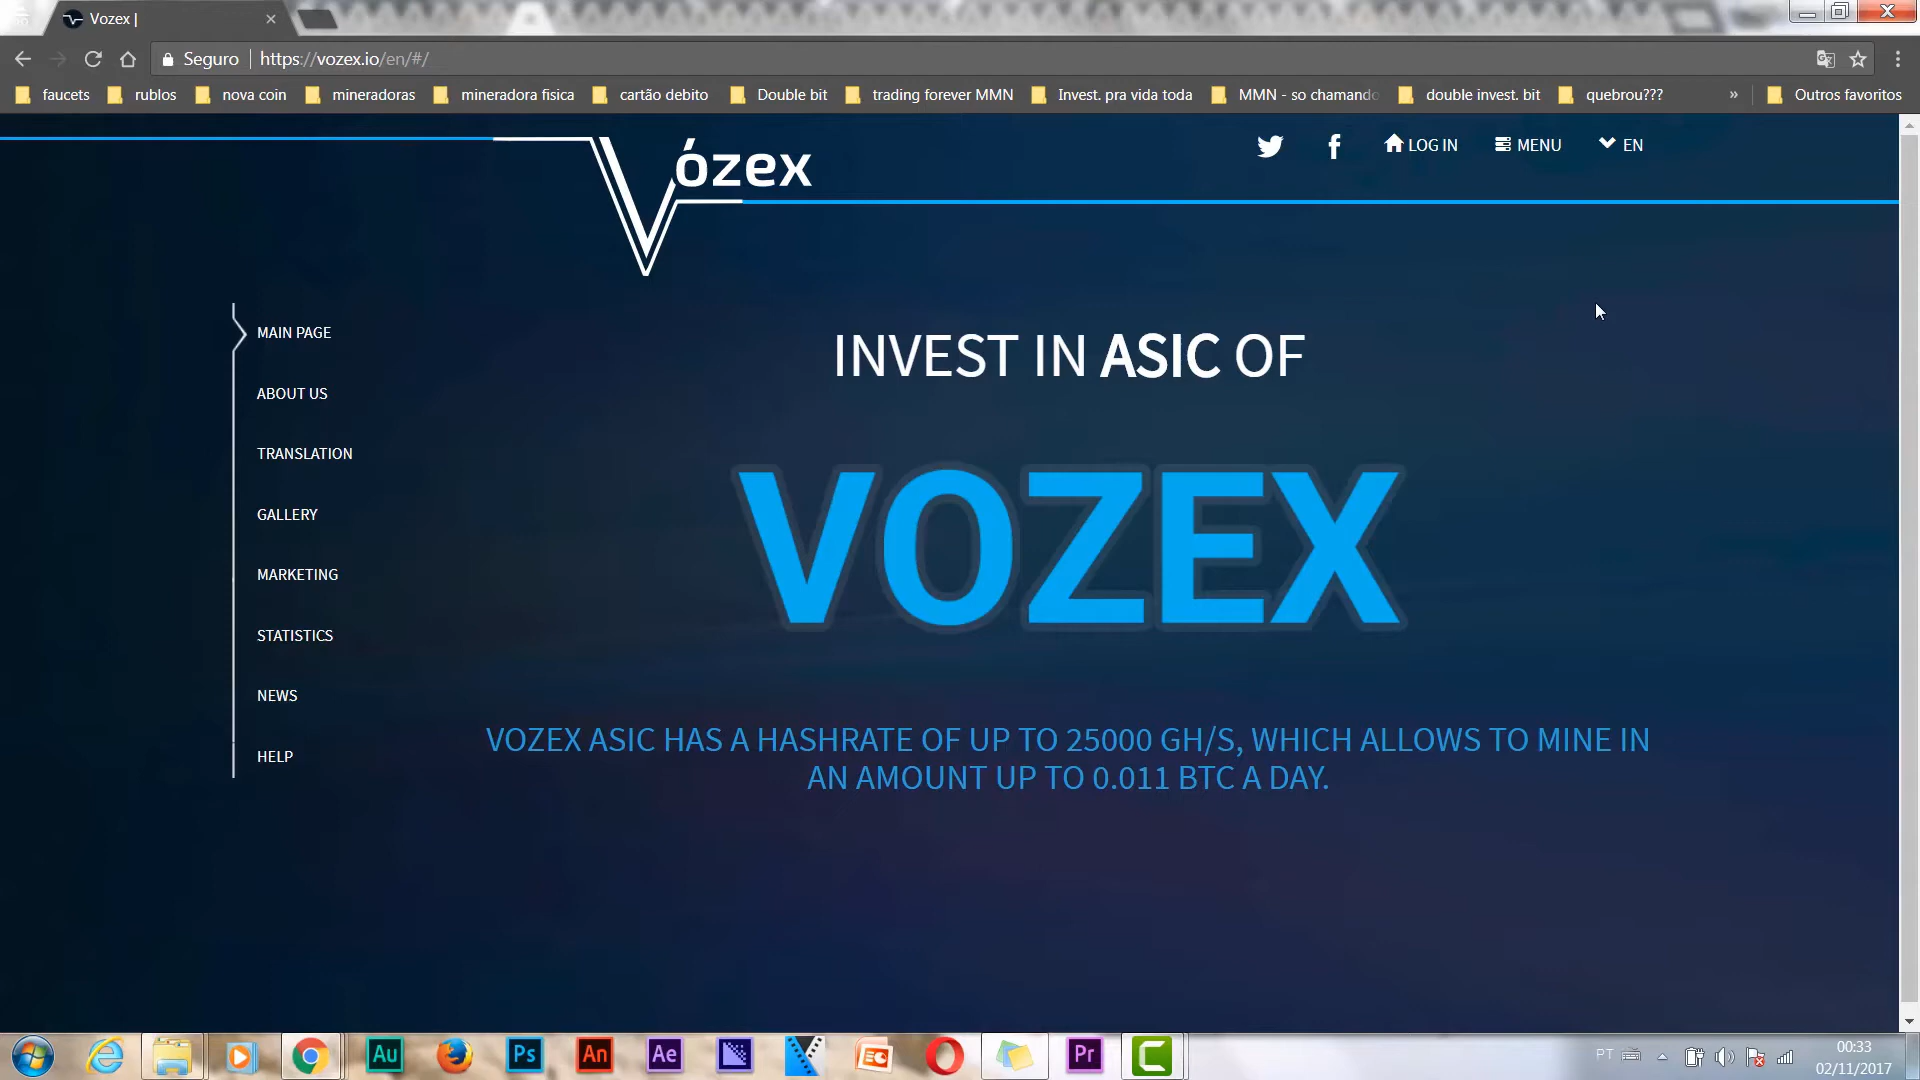 Vozex |
Seguro https://vozex.io/en/#/
faucets rublos nova coin mineradoras mineradora fisica cartão debito Double bit trading forever MMN Invest. pra vida toda MMN - so chamando double invest. bit quebrou??? » Outros favoritos
Vózex
LOG IN MENU EN
MAIN PAGE
ABOUT US
TRANSLATION
GALLERY
MARKETING
STATISTICS
NEWS
HELP
INVEST IN ASIC OF
VOZEX
VOZEX ASIC HAS A HASHRATE OF UP TO 25000 GH/S, WHICH ALLOWS TO MINE IN
AN AMOUNT UP TO 0.011 BTC A DAY.
Au Ps An Ae Pr
PT
00:33
02/11/2017